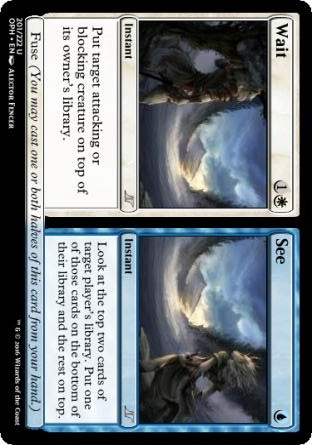 Wait 1
Instant
Put target attacking or
blocking creature on top of
its owner's library.
See
Instant
Look at the top two cards of
target player's library. Put one
of those cards on the bottom of
their library and the rest on top.
Fuse (You may cast one or both halves of this card from your hand.)
201/222 U
OPH • EN ALECTOR FENCER
™ & © 2016 Wizards of the Coast